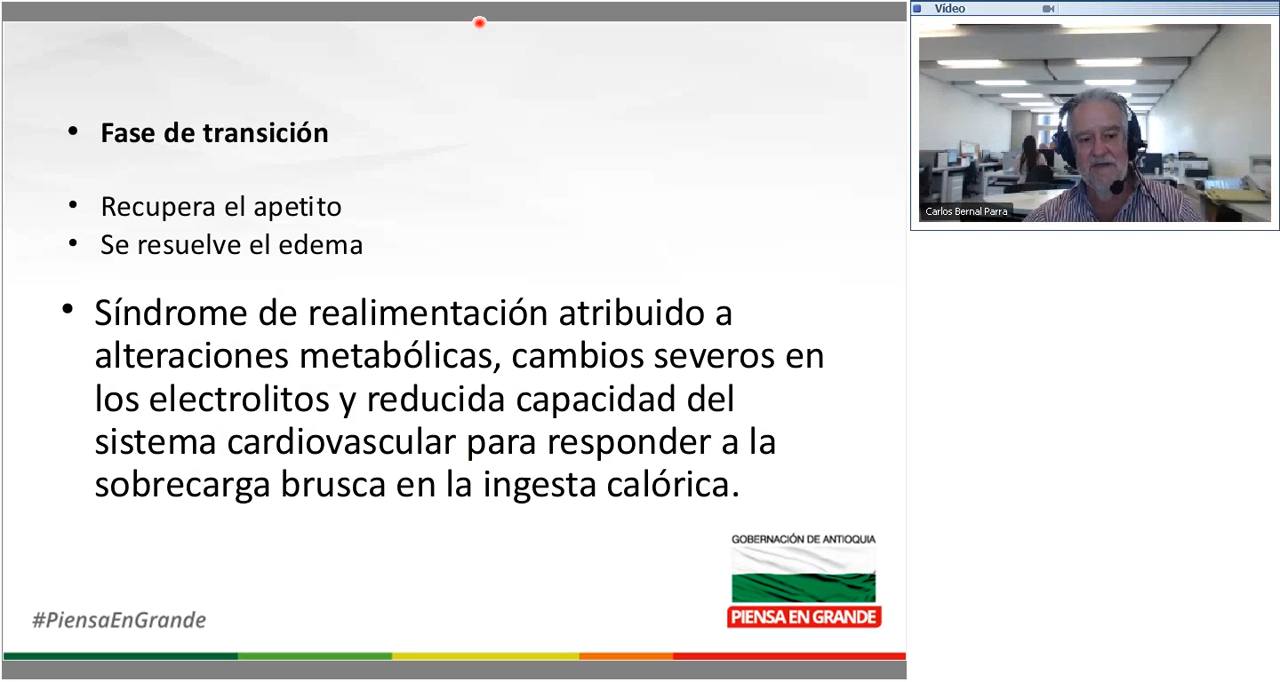 Vídeo
Fase de transición
Recupera el apetito
Se resuelve el edema
Síndrome de realimentación atribuido a
alteraciones metabólicas, cambios severos en
los electrolitos y reducida capacidad del
sistema cardiovascular para responder a la
sobrecarga brusca en la ingesta calórica.
Carlos Bernal Parra
GOBERNACIÓN DE ANTIOQUIA
PIENSA EN GRANDE
#PiensaEnGrande